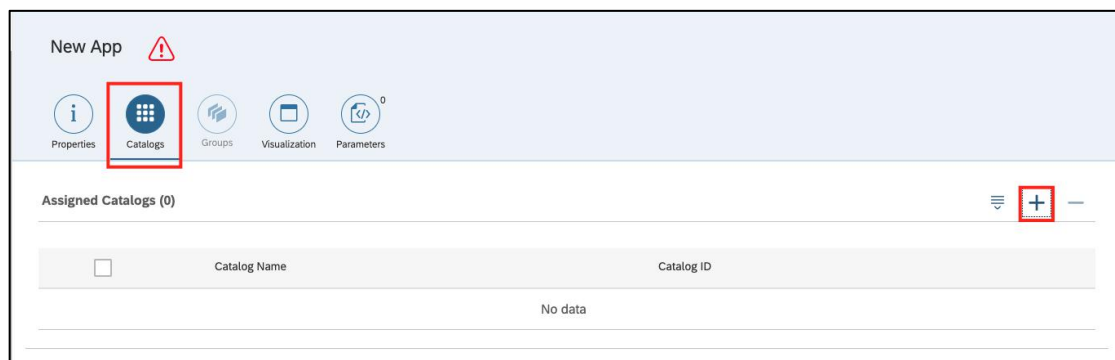 New App
0
Properties Catalogs Groups Visualization Parameters
Assigned Catalogs (0)
Catalog Name Catalog ID
No data